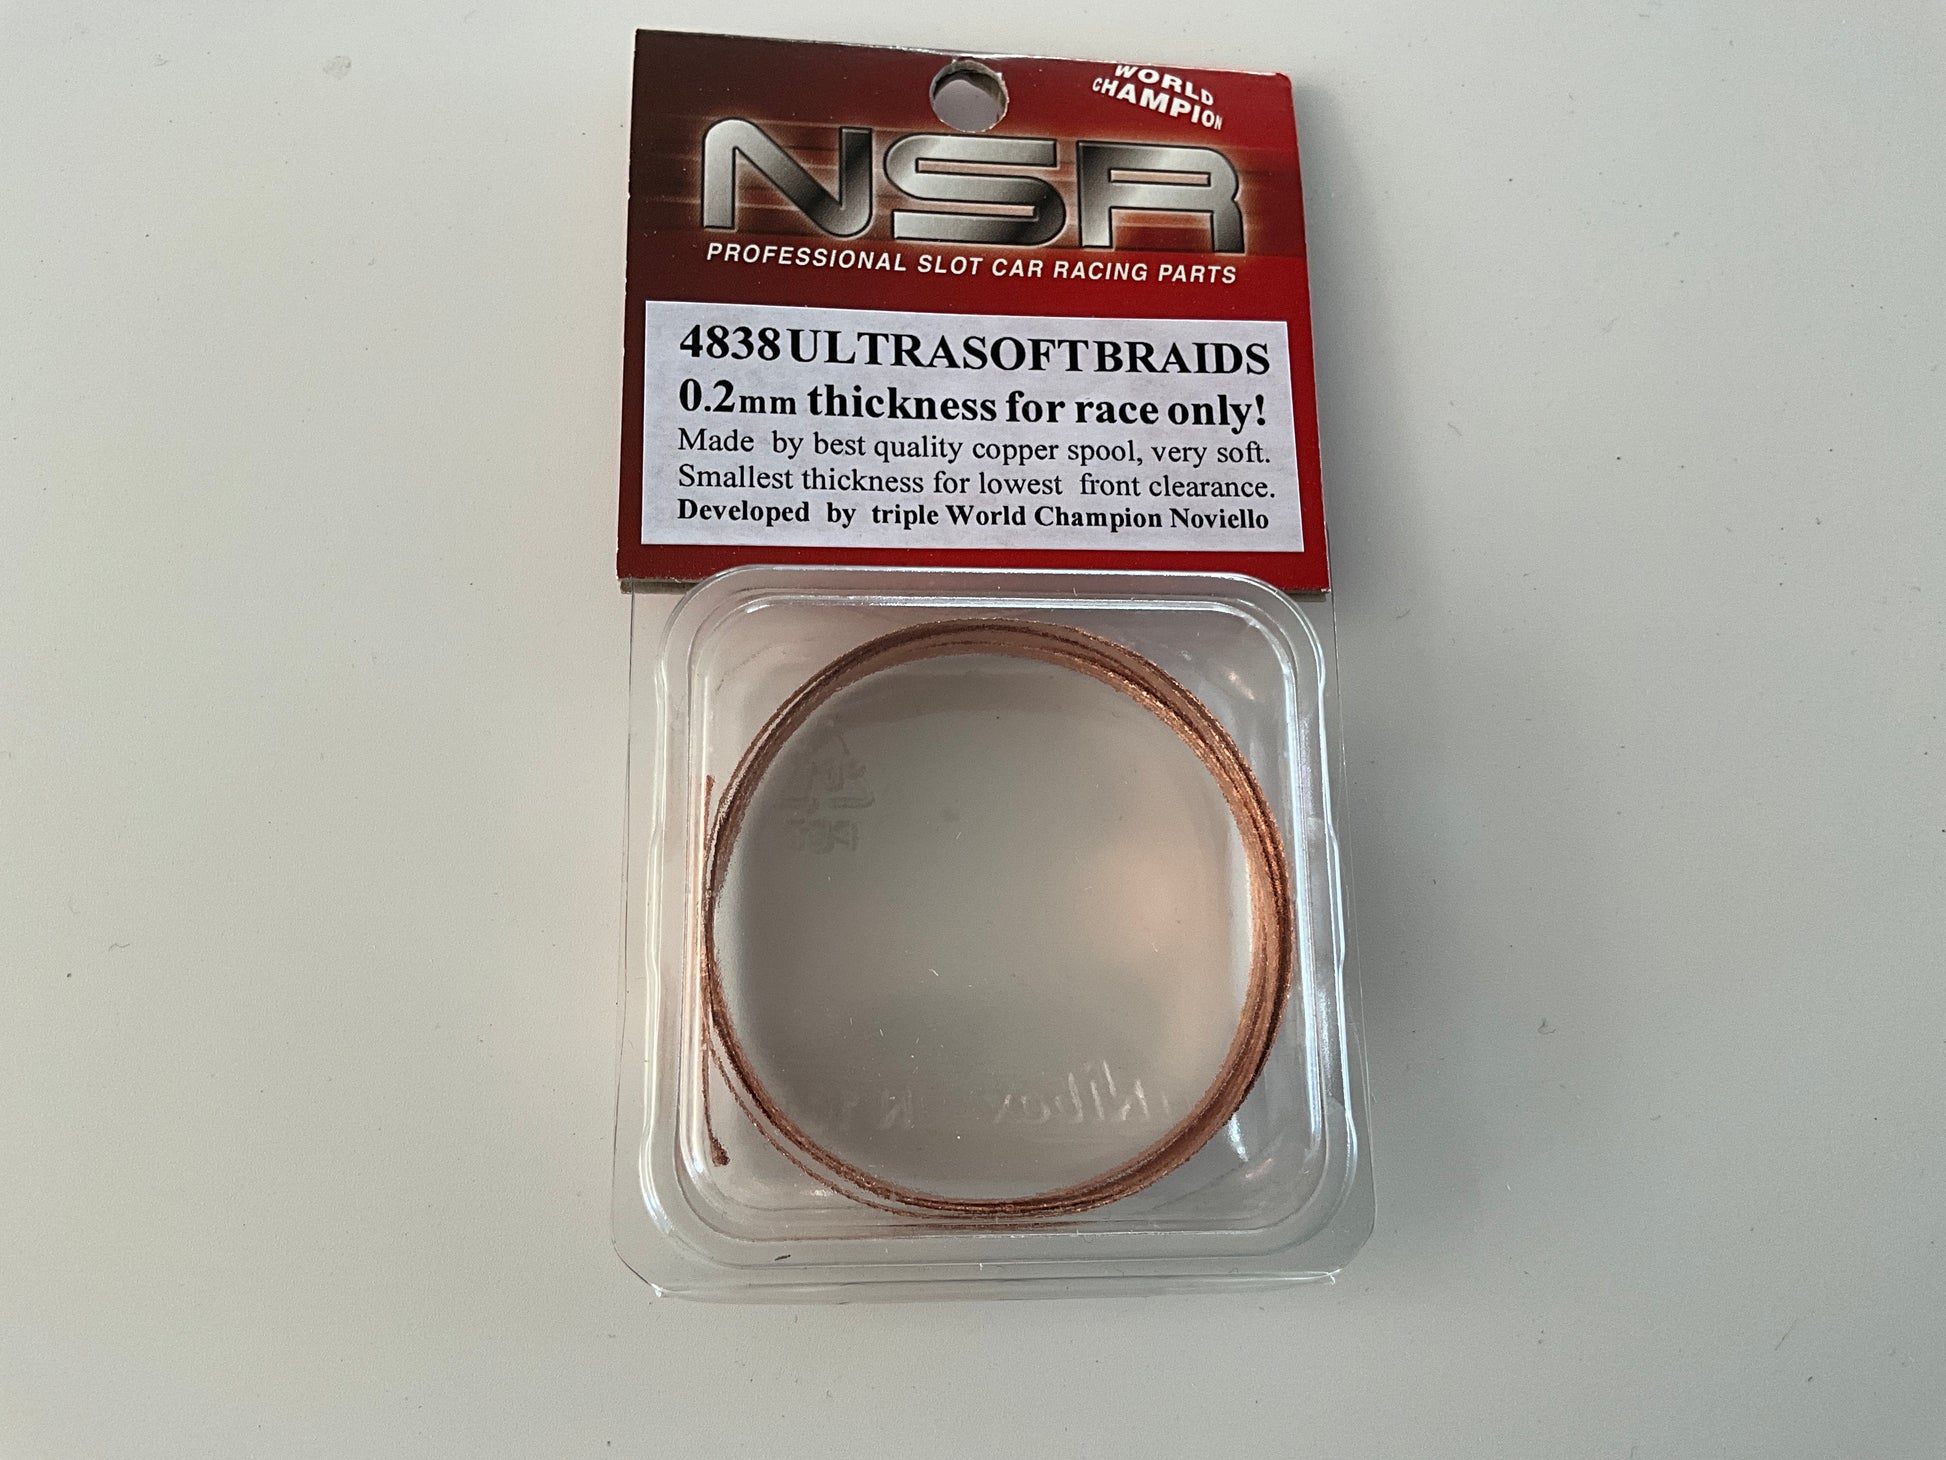 WORLD
CHAMPION
NSR
PROFESSIONAL SLOT CAR RACING PARTS
4838 ULTRASOFT BRAIDS
0.2mm thickness for race only!
Made by best quality copper spool, very soft.
Smallest thickness for lowest front clearance.
Developed by triple World Champion Noviello